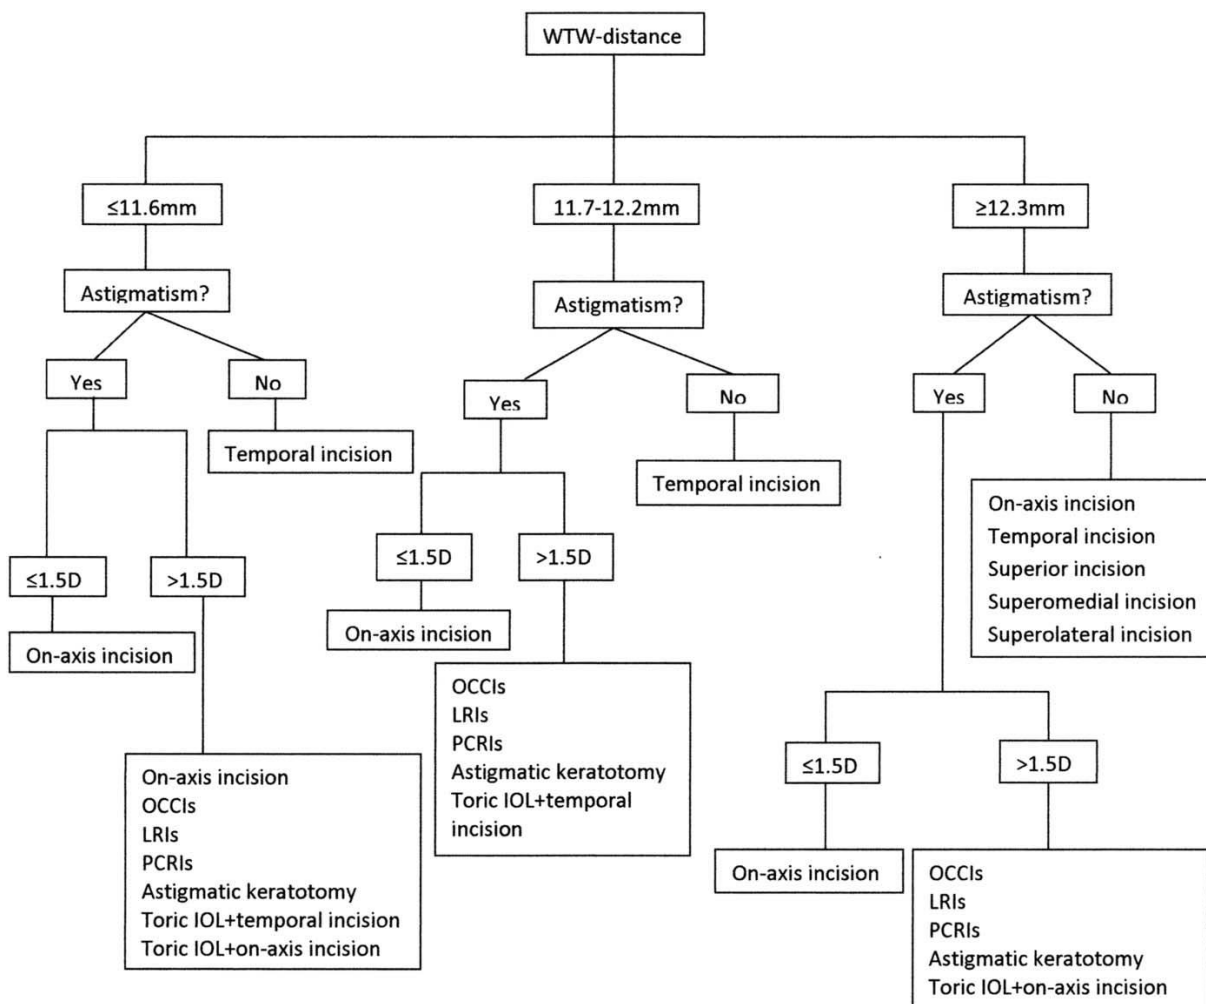 WTW-distance
≤11.6mm
11.7-12.2mm
≥12.3mm
Astigmatism?
Astigmatism?
Astigmatism?
Yes
No
Yes
No
Yes
No
Temporal incision
Temporal incision
On-axis incision
Temporal incision
Superior incision
Superomedial incision
Superolateral incision
≤1.5D
>1.5D
≤1.5D
>1.5D
On-axis incision
On-axis incision
OCCIs
LRIs
PCRIs
Astigmatic keratotomy
Toric IOL+temporal
incision
≤1.5D
>1.5D
On-axis incision
OCCIs
LRIs
PCRIs
Astigmatic keratotomy
Toric IOL+temporal incision
Toric IOL+on-axis incision
On-axis incision
OCCIs
LRIs
PCRIs
Astigmatic keratotomy
Toric IOL+on-axis incision